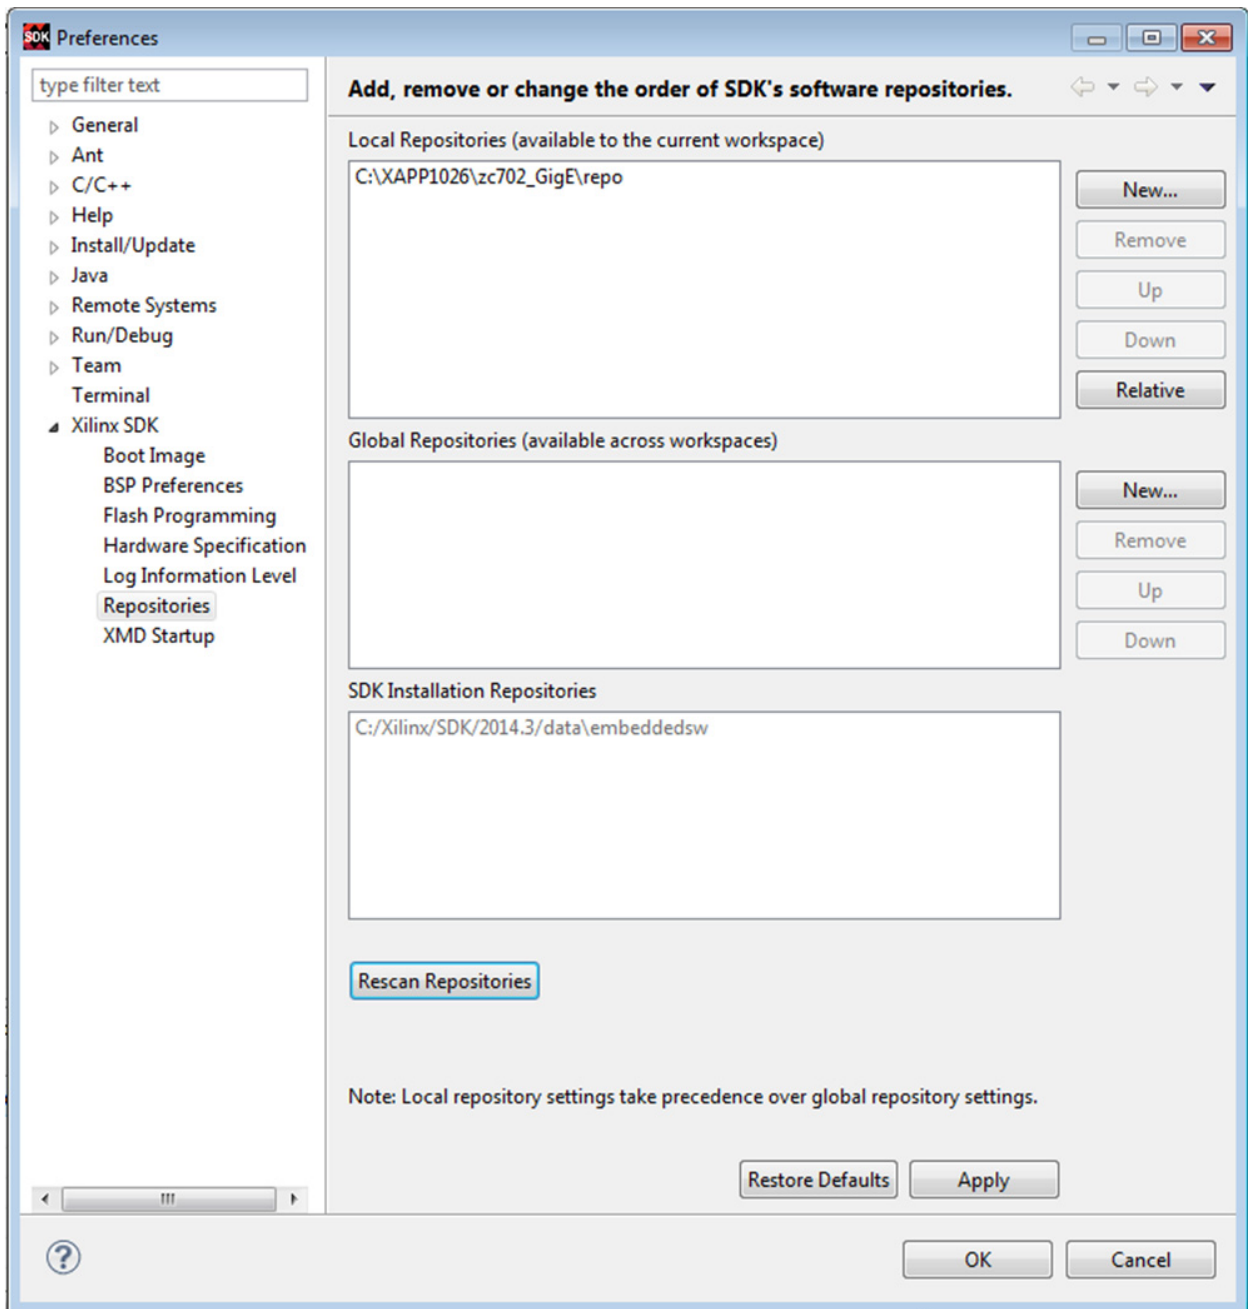 SDK Preferences
type filter text
General
Ant
C/C++
Help
Install/Update
Java
Remote Systems
Run/Debug
Team
Terminal
Xilinx SDK
Boot Image
BSP Preferences
Flash Programming
Hardware Specification
Log Information Level
Repositories
XMD Startup
Add, remove or change the order of SDK's software repositories.
Local Repositories (available to the current workspace)
C:\XAPP1026\zc702_GigE\repo
New...
Remove
Up
Down
Relative
Global Repositories (available across workspaces)
New...
Remove
Up
Down
SDK Installation Repositories
C:/Xilinx/SDK/2014.3/data\embeddedsw
Rescan Repositories
Note: Local repository settings take precedence over global repository settings.
Restore Defaults
Apply
?
OK
Cancel